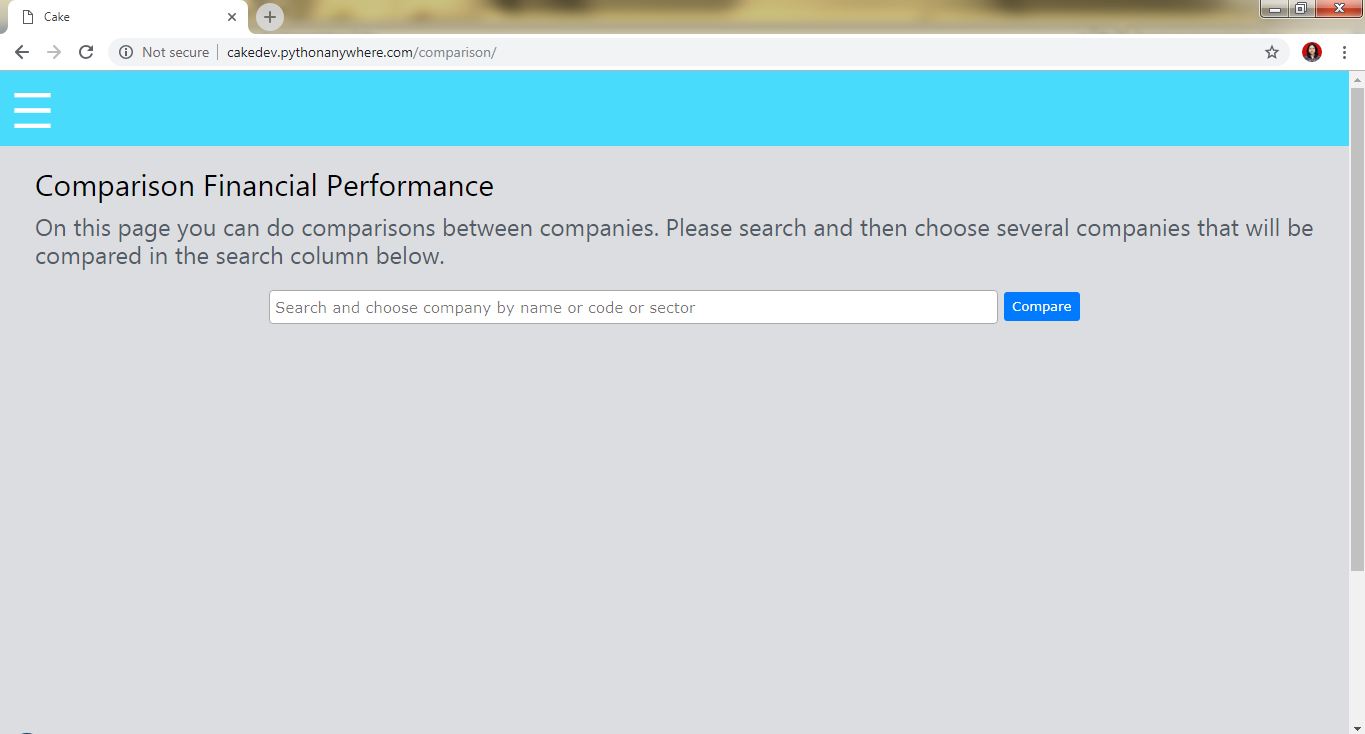 Cake
Not secure cakedev.pythonanywhere.com/comparison/
Comparison Financial Performance
On this page you can do comparisons between companies. Please search and then choose several companies that will be
compared in the search column below.
Search and choose company by name or code or sector
Compare